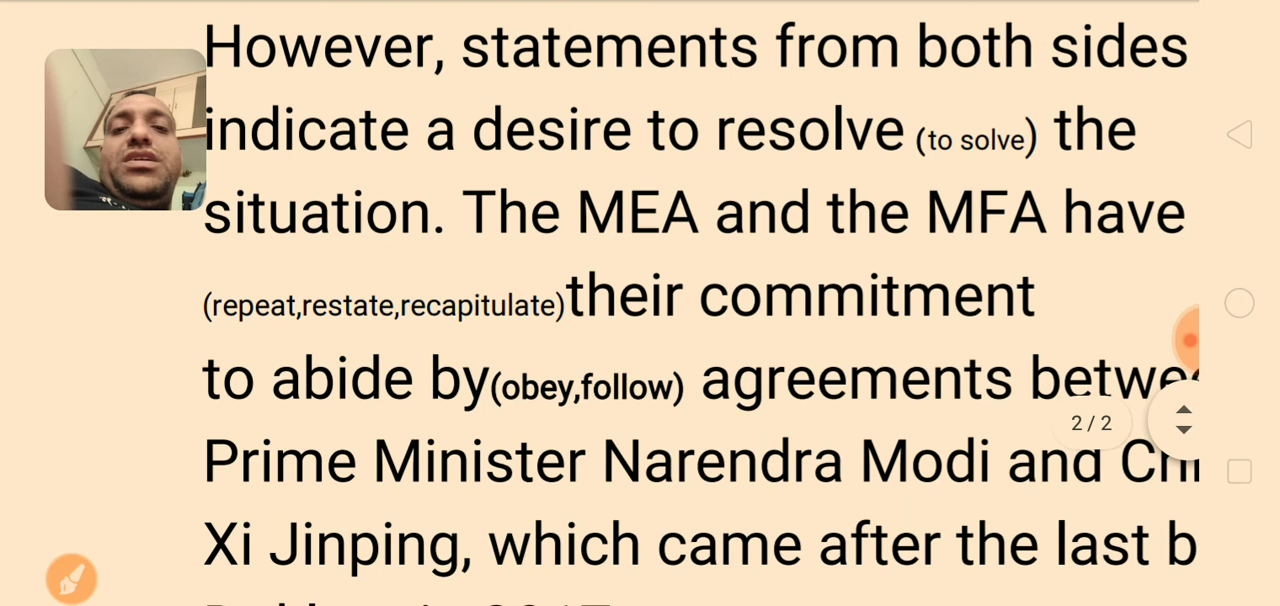 However, statements from both sides
indicate a desire to resolve (to solve) the
situation. The MEA and the MFA have
(repeat,restate,recapitulate)their commitment
to abide by(obey,follow) agreements
2 / 2
Prime Minister Narendra Modi and
Xi Jinping, which came after the last